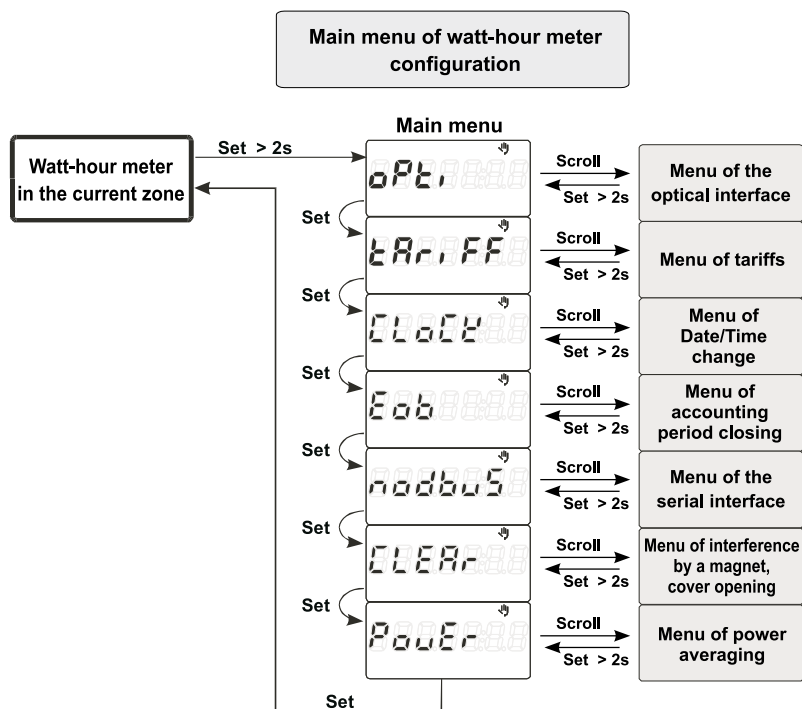 Main menu of watt-hour meter
configuration
Main menu
Watt-hour meter
in the current zone
Set > 2s
oPti
Scroll
Set > 2s
Menu of the
optical interface
Set
tAriFF
Scroll
Set > 2s
Menu of tariffs
Set
CLoCK
Scroll
Set > 2s
Menu of
Date/Time
change
Set
Eob
Scroll
Set > 2s
Menu of
accounting
period closing
Set
nodbuS
Scroll
Set > 2s
Menu of the
serial interface
Set
CLEAr
Scroll
Set > 2s
Menu of interference
by a magnet,
cover opening
Set
PouEr
Scroll
Set > 2s
Menu of power
averaging
Set